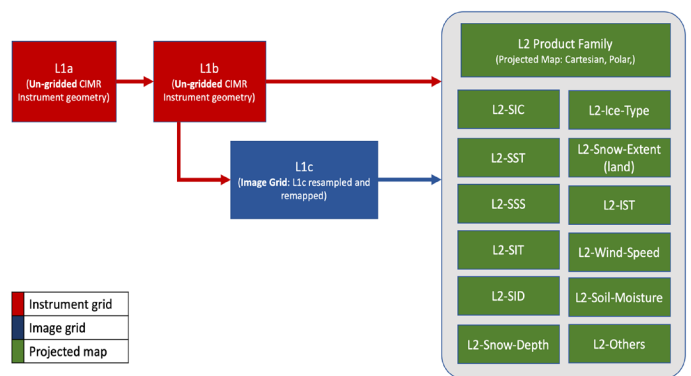 L1a
(Un-gridded CIMR
Instrument geometry)
L1b
(Un-gridded CIMR
Instrument geometry)
L1c
(Image Grid: L1c resampled and
remapped)
L2 Product Family
(Projected Map: Cartesian, Polar,)
L2-SIC
L2-Ice-Type
L2-SST
L2-Snow-Extent
(land)
L2-SSS
L2-IST
L2-SIT
L2-Wind-Speed
L2-SID
L2-Soil-Moisture
L2-Snow-Depth
L2-Others
Instrument grid
Image grid
Projected map